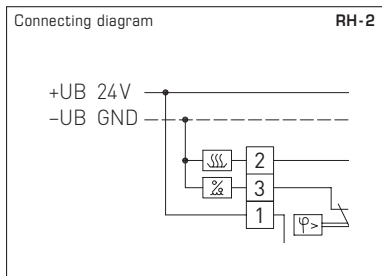 Connecting diagram RH-2
+UB 24V
–UB GND
2
% 3
1
φ>